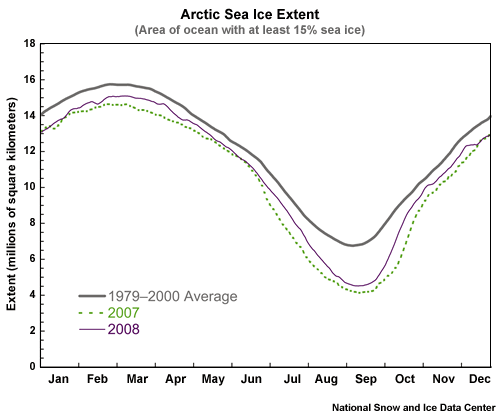 Arctic Sea Ice Extent
(Area of ocean with at least 15% sea ice)
Extent (millions of square kilometers)
18
16
14
12
10
8
6
4
2
0
1979–2000 Average
2007
2008
Jan Feb Mar Apr May Jun Jul Aug Sep Oct Nov Dec
National Snow and Ice Data Center